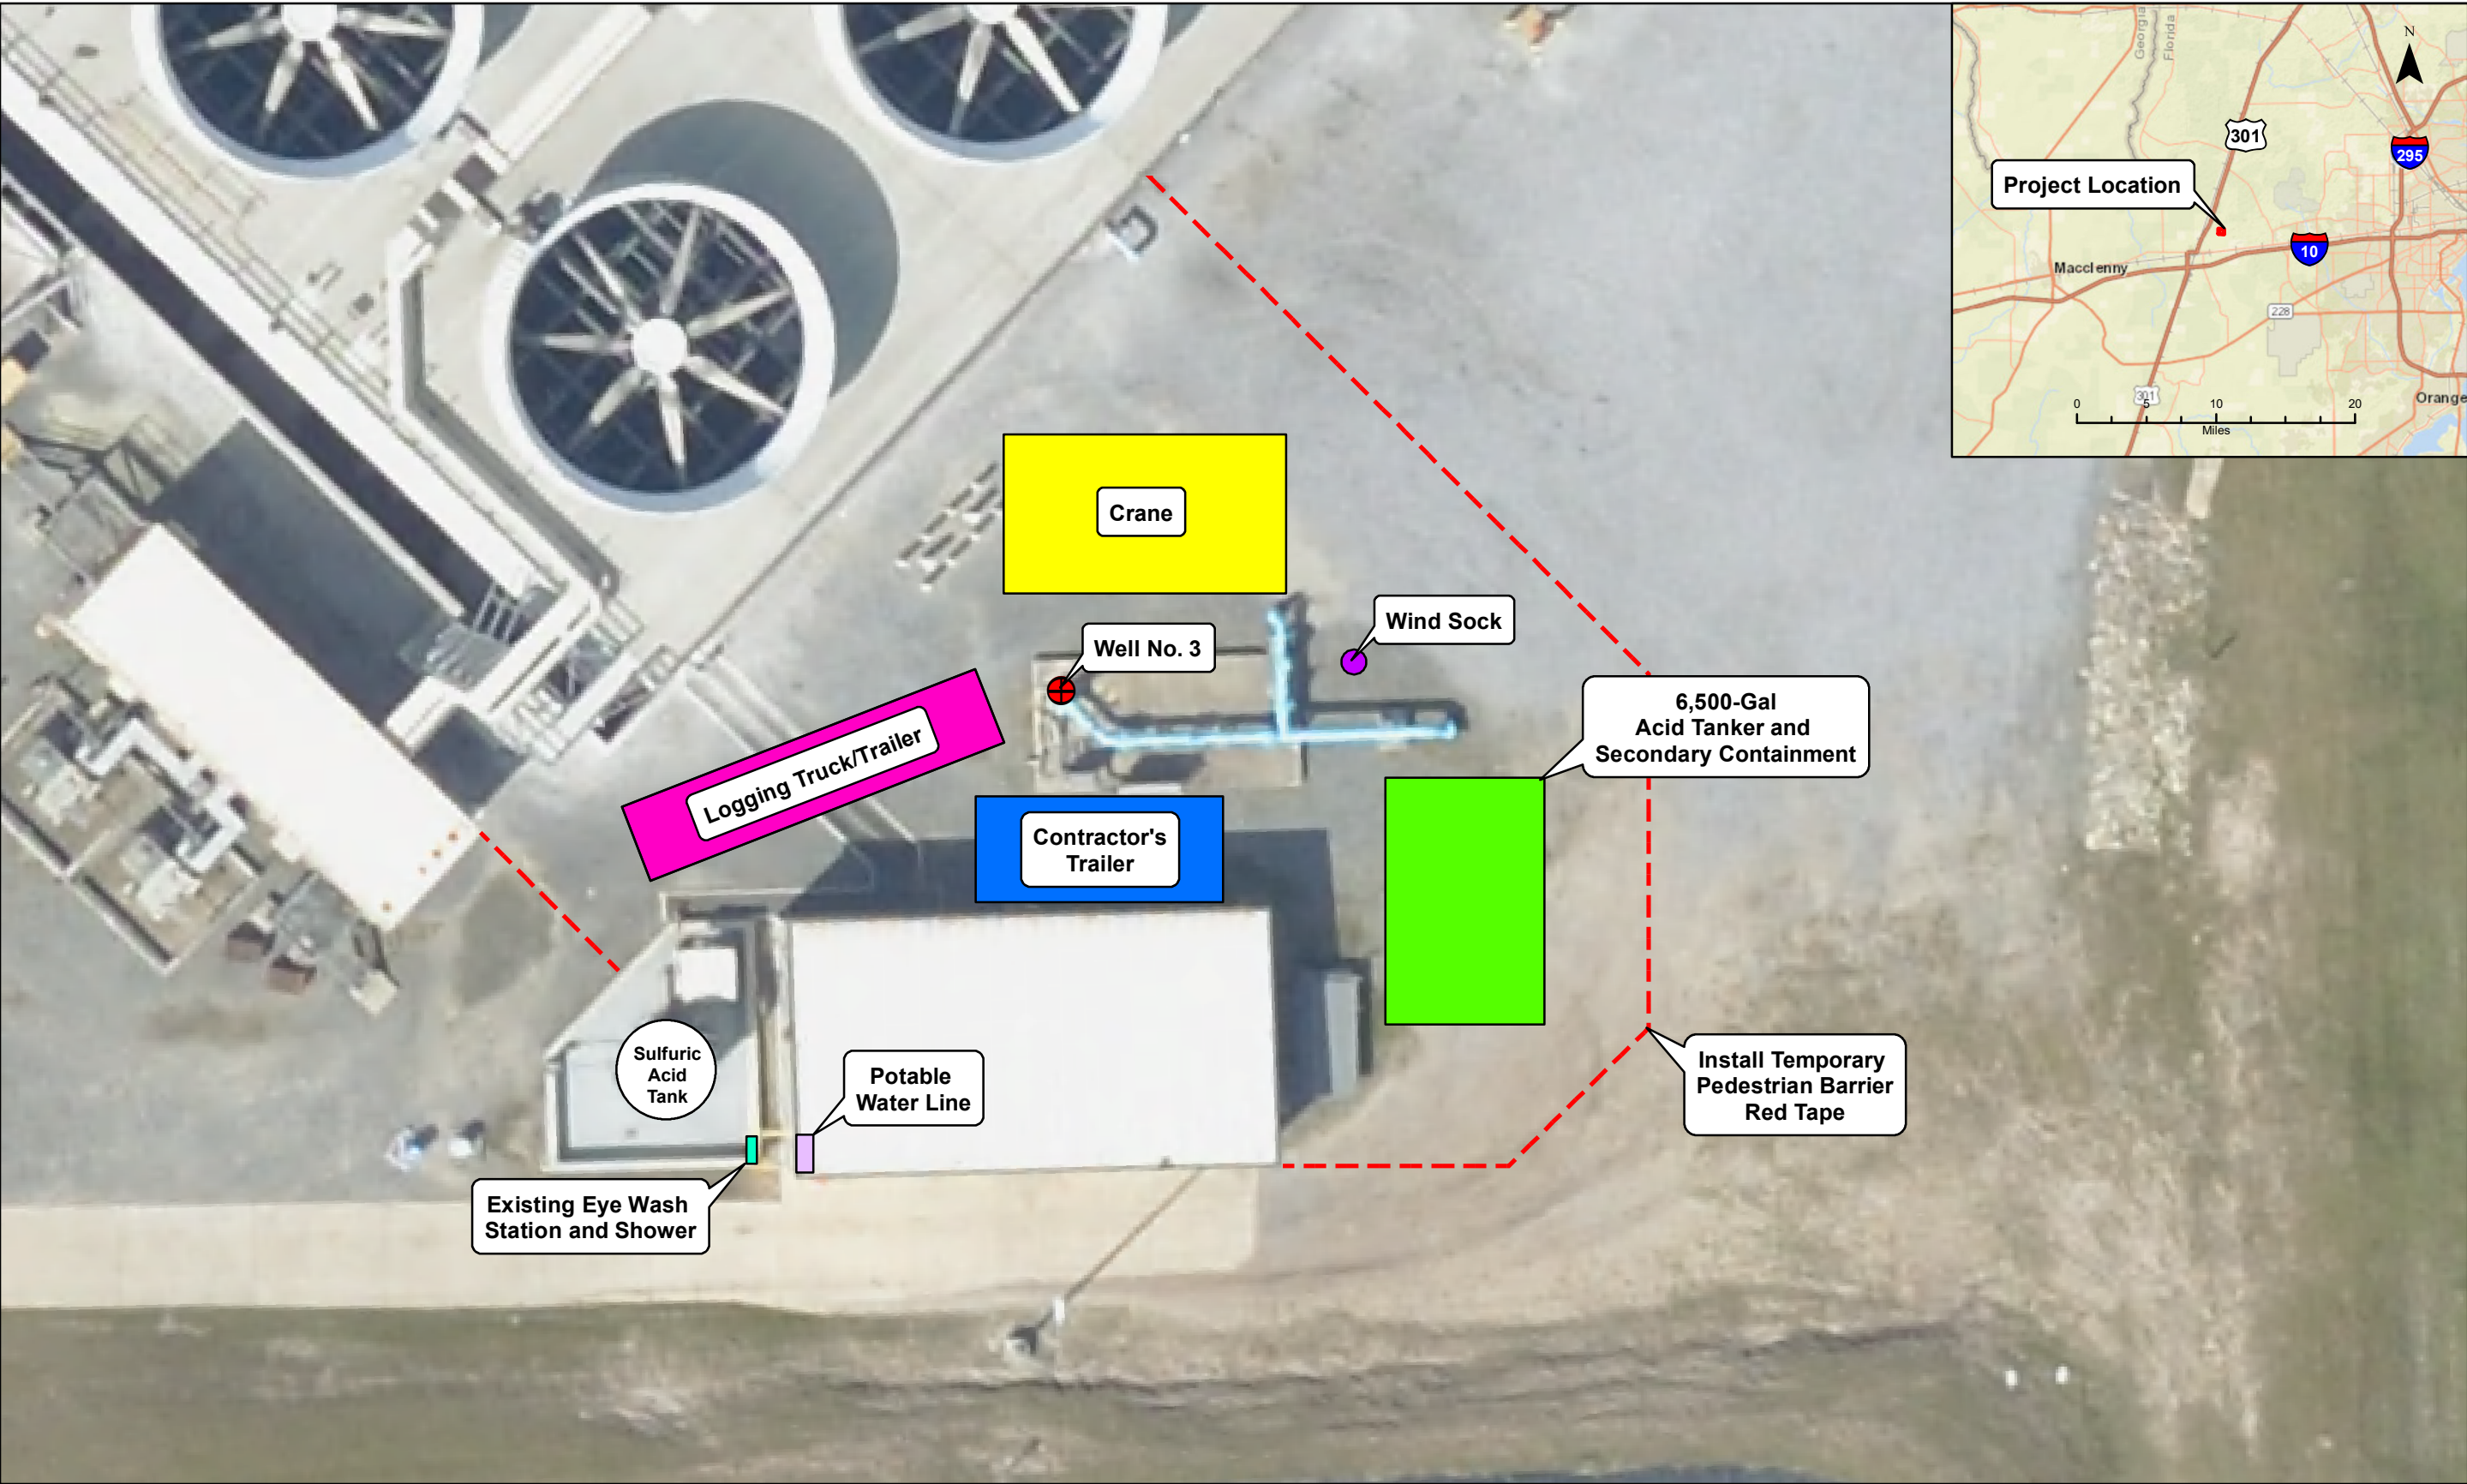 Georgia
Florida
N
301
295
Project Location
10
Macclenny
228
301
Orange
0
5
10
20
Miles
Crane
Wind Sock
Well No. 3
6,500-Gal
Acid Tanker and
Secondary Containment
Logging Truck/Trailer
Contractor's
Trailer
Sulfuric
Acid
Tank
Potable
Water Line
Install Temporary
Pedestrian Barrier
Red Tape
Existing Eye Wash
Station and Shower